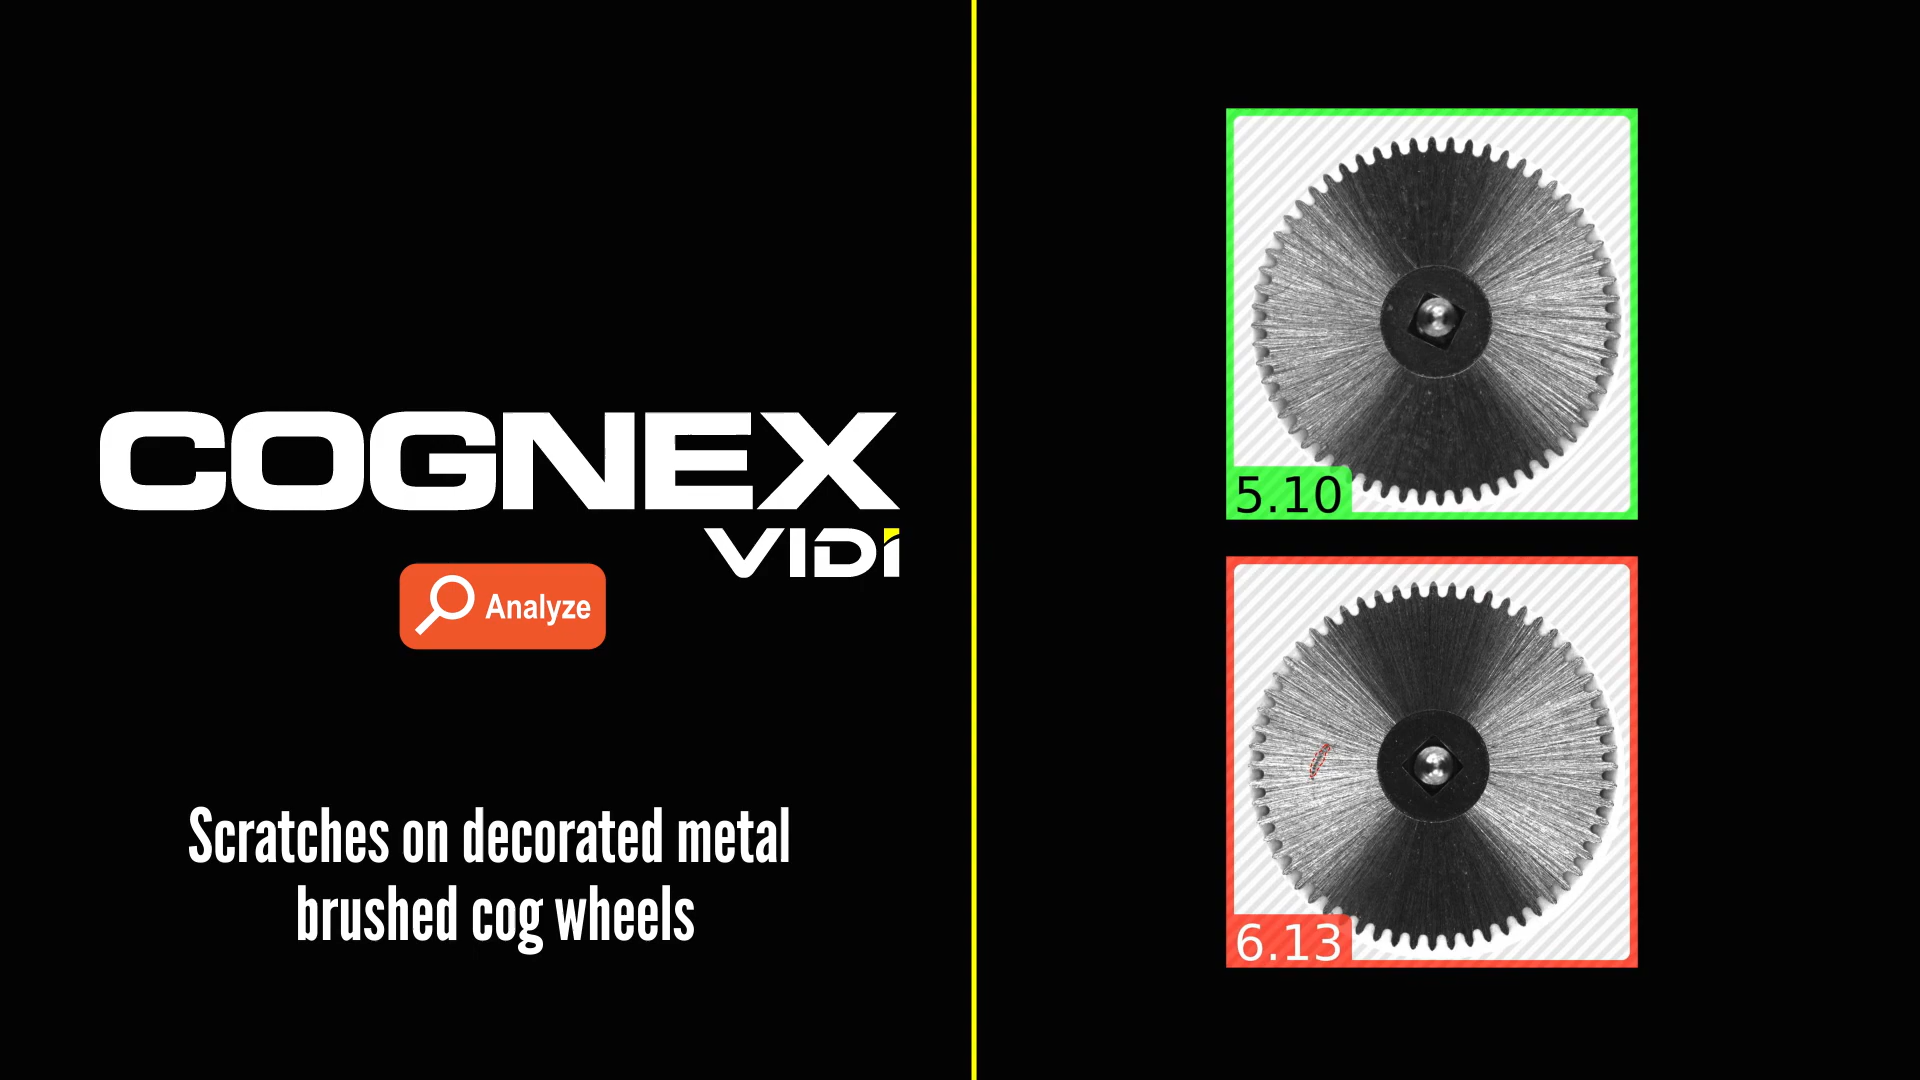 COGNEX
VIDI
Analyze
Scratches on decorated metal
brushed cog wheels
5.10
6.13